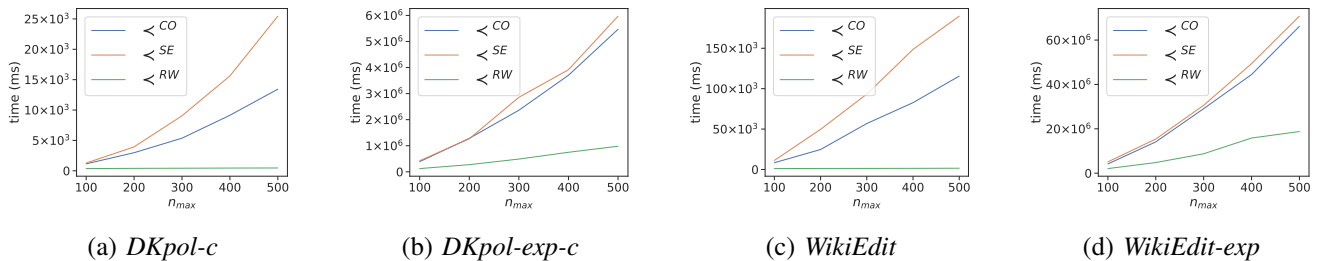 25×10³
20×10³
15×10³
10×10³
5×10³
0
time (ms)
≺ CO
≺ SE
≺ RW
100 200 300 400 500
n_max
(a) DKpol-c
6×10⁶
5×10⁶
4×10⁶
3×10⁶
2×10⁶
1×10⁶
0
time (ms)
≺ CO
≺ SE
≺ RW
100 200 300 400 500
n_max
(b) DKpol-exp-c
150×10³
100×10³
50×10³
0
time (ms)
≺ CO
≺ SE
≺ RW
100 200 300 400 500
n_max
(c) WikiEdit
60×10⁶
40×10⁶
20×10⁶
0
time (ms)
≺ CO
≺ SE
≺ RW
100 200 300 400 500
n_max
(d) WikiEdit-exp